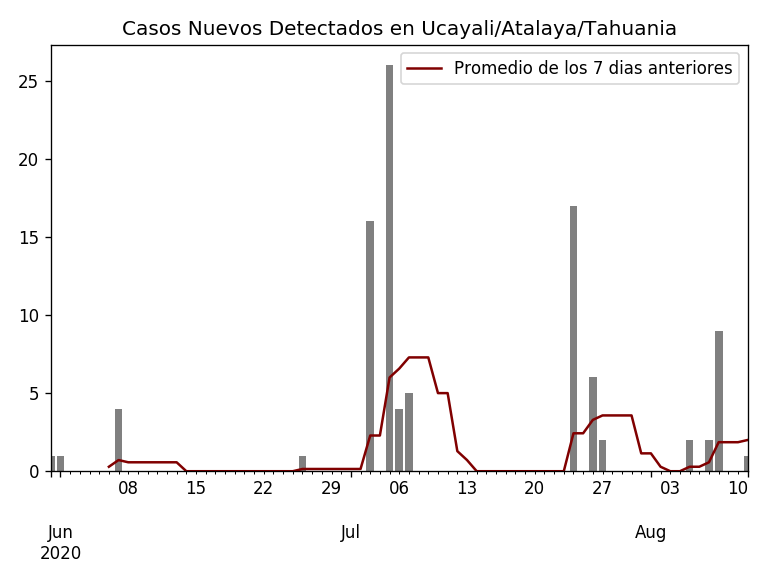 Casos Nuevos Detectados en Ucayali/Atalaya/Tahuania
Promedio de los 7 dias anteriores
25
20
15
10
5
0
08 15 22 29 06 13 20 27 03 10
Jun Jul Aug
2020